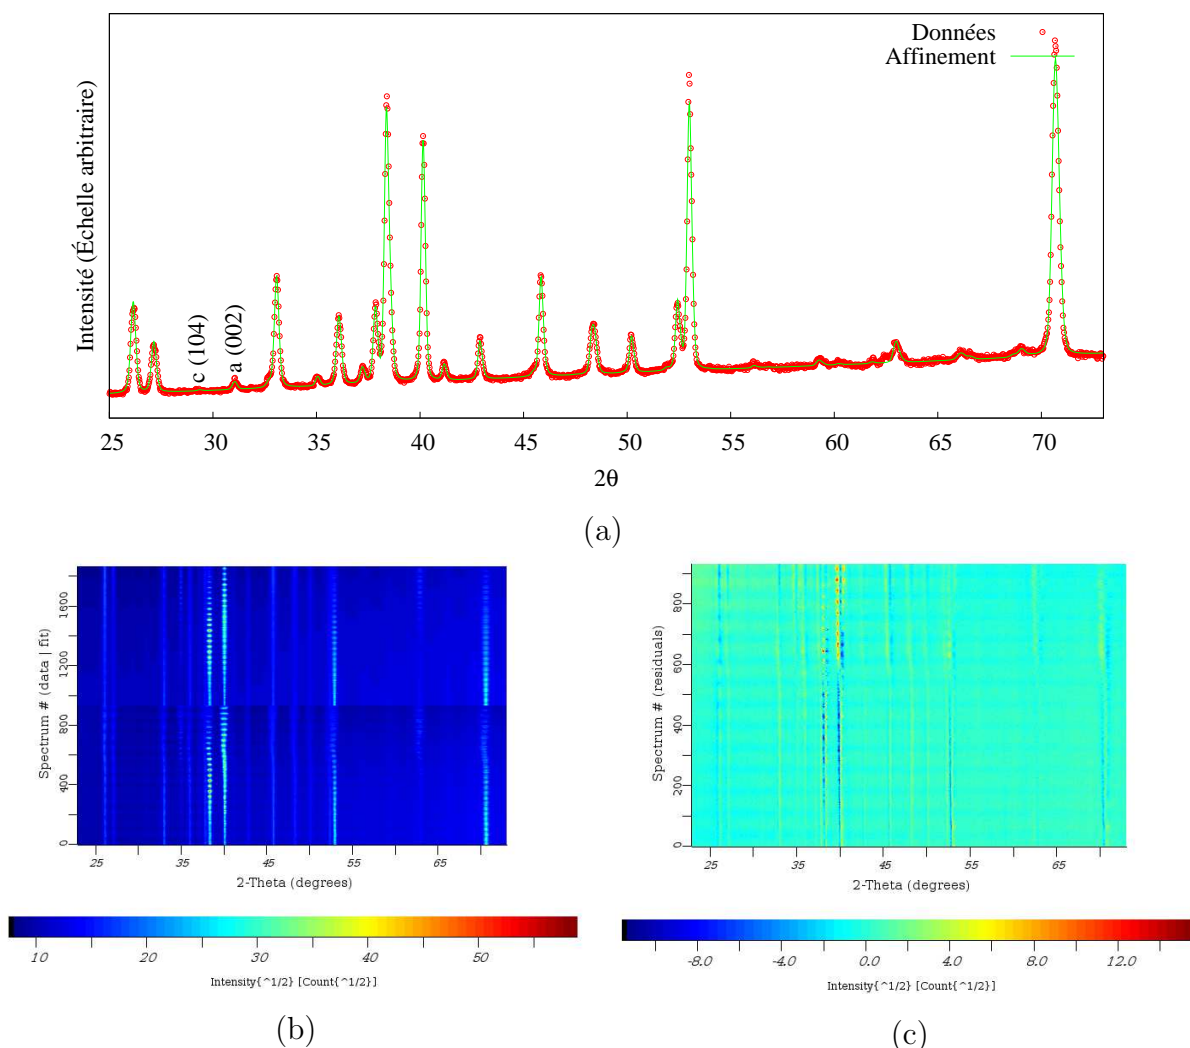 Données
Affinement
Intensité (Échelle arbitraire)
c (104)
a (002)
25 30 35 40 45 50 55 60 65 70
2θ
(a)
Spectrum # (data | fit)
0 400 800 1200 1600
25 35 45 55 65
2-Theta (degrees)
10 20 30 40 50
Intensity{^1/2} [Count{^1/2}]
(b)
Spectrum # (residuals)
0 200 400 600 800
25 35 45 55 65
2-Theta (degrees)
-8.0 -4.0 0.0 4.0 8.0 12.0
Intensity{^1/2} [Count{^1/2}]
(c)